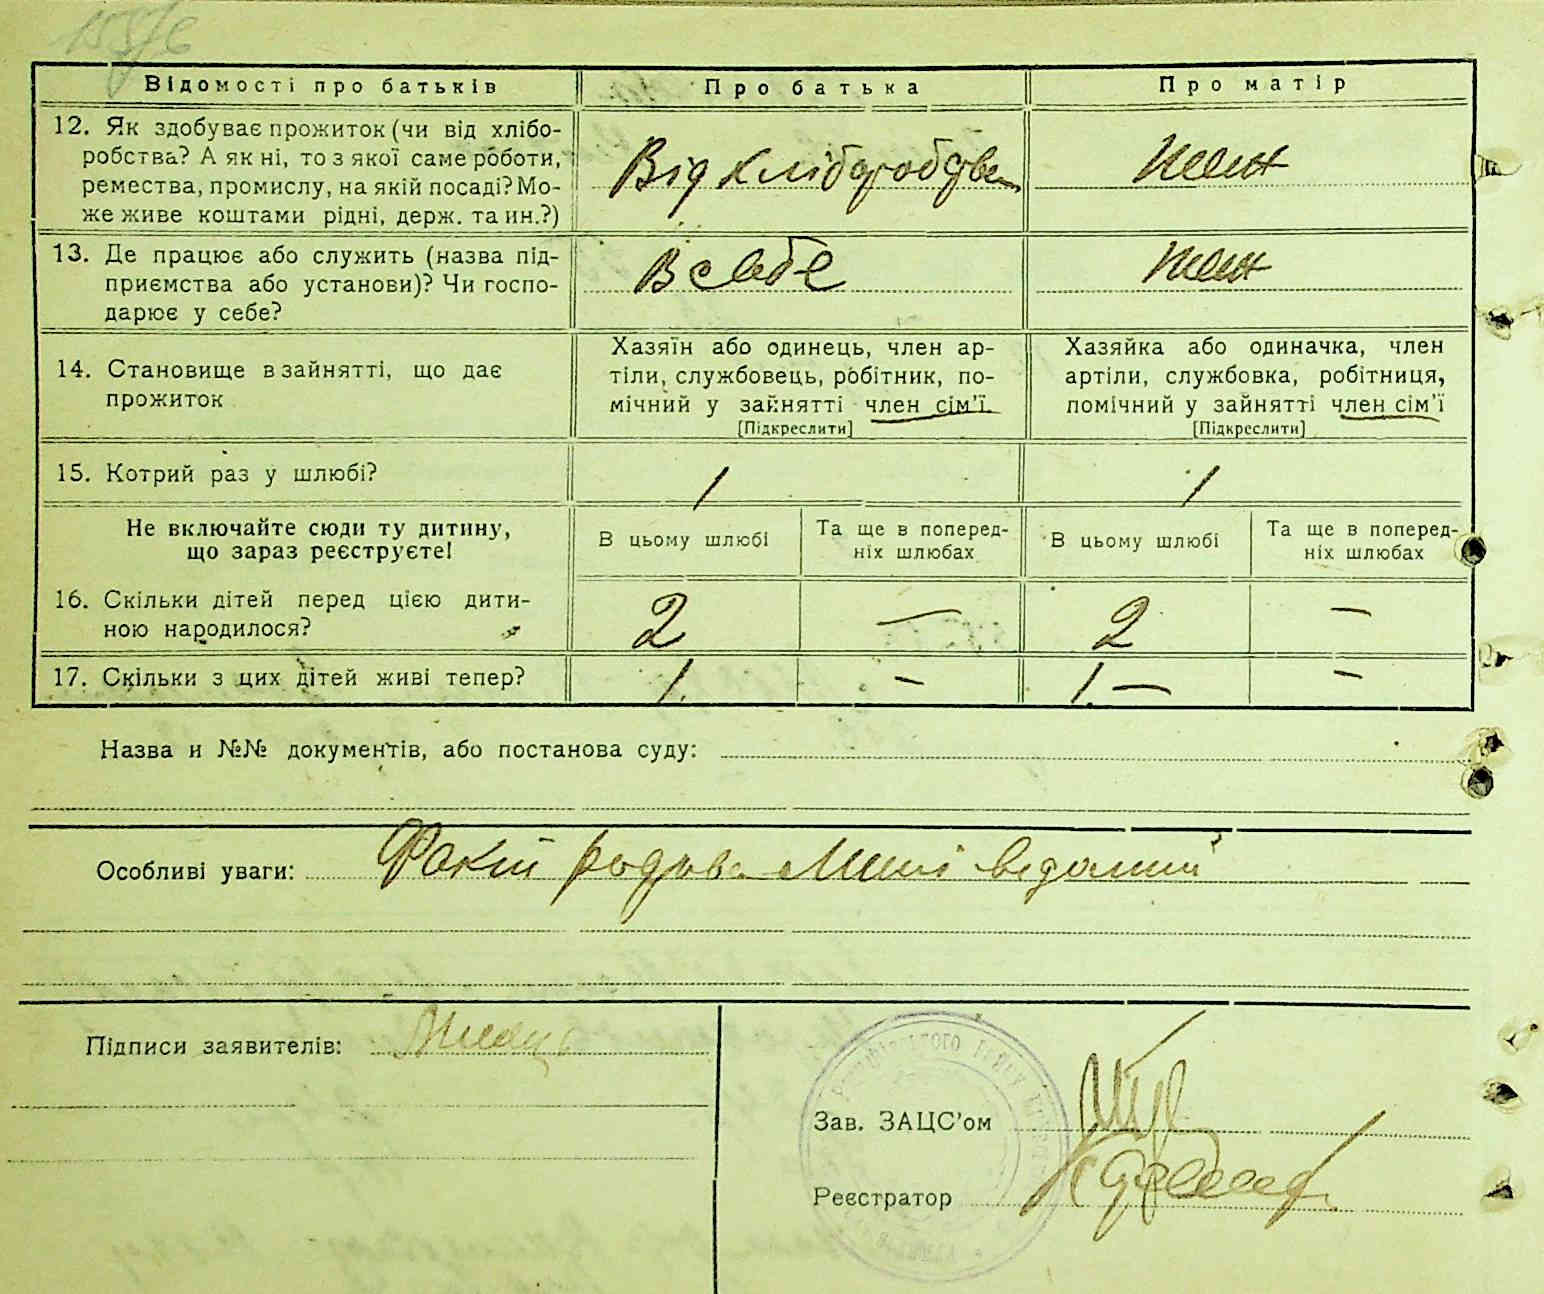 Відомості про батьків
Про батька
Про матір
12. Як здобуває прожиток (чи від хлібо-
робства? А як ні, то з якої саме роботи,
ремества, промислу, на якій посаді? Мо-
же живе коштами рідні, держ. та ин.?)
Від хліборобства
13. Де працює або служить (назва під-
приємства або установи)? Чи госпо-
дарює у себе?
В себе
14. Становище в зайнятті, що дає
прожиток
Хазяїн або одинець, член ар-
тіли, службовець, робітник, по-
мічний у зайнятті член сім'ї.
[Підкреслити]
Хазяйка або одиначка, член
артіли, службовка, робітниця,
помічний у зайнятті член сім'ї
[Підкреслити]
15. Котрий раз у шлюбі?
1
1
Не включайте сюди ту дитину,
що зараз реєструєте!
В цьому шлюбі
Та ще в поперед-
ніх шлюбах
В цьому шлюбі
Та ще в поперед-
ніх шлюбах
16. Скільки дітей перед цією дити-
ною народилося?
2
—
2
—
17. Скільки з цих дітей живі тепер?
1.
—
1. —
—
Назва и №№ документів, або постанова суду:
Особливі уваги: відомий
Підписи заявителів:
Зав. ЗАЦС'ом
Реєстратор